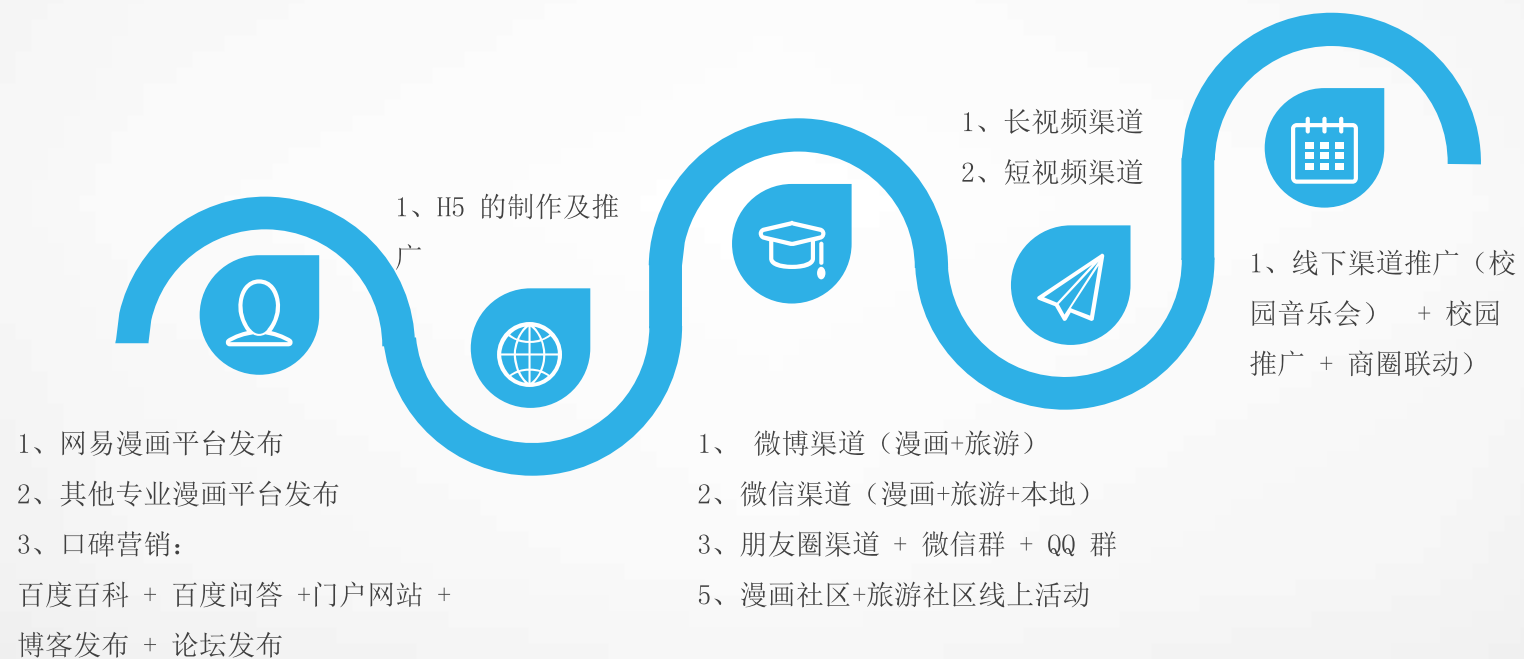 1、网易漫画平台发布
2、其他专业漫画平台发布
3、口碑营销：
百度百科 + 百度问答 +门户网站 +
博客发布 + 论坛发布
1、H5 的制作及推
广
1、 微博渠道（漫画+旅游）
2、微信渠道（漫画+旅游+本地）
3、朋友圈渠道 + 微信群 + QQ 群
5、漫画社区+旅游社区线上活动
1、长视频渠道
2、短视频渠道
1、线下渠道推广（校
园音乐会） + 校园
推广 + 商圈联动）